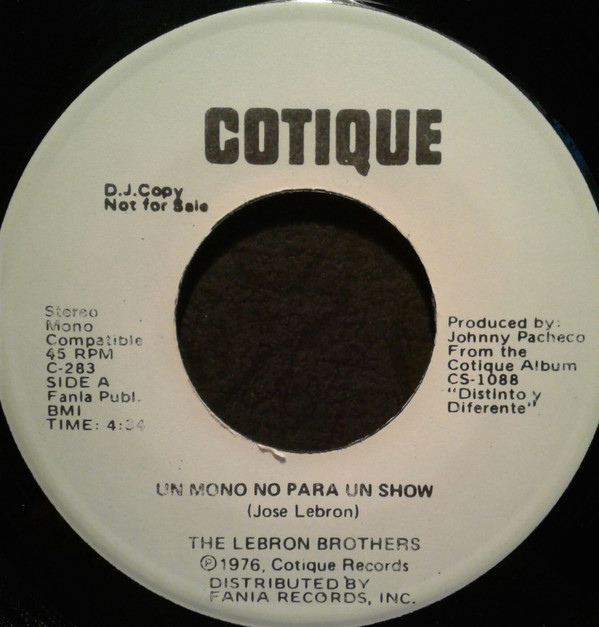 COTIQUE
D.J.Copy
Not for Sale
Stereo
Mono
Compatible
45 RPM
C-283
SIDE A
Fania Publ.
BMI
TIME: 4:34
Produced by:
Johnny Pacheco
From the
Cotique Album
CS-1088
"Distinto y
Diferente"
UN MONO NO PARA UN SHOW
(Jose Lebron)
THE LEBRON BROTHERS
℗1976, Cotique Records
DISTRIBUTED BY
FANIA RECORDS, INC.